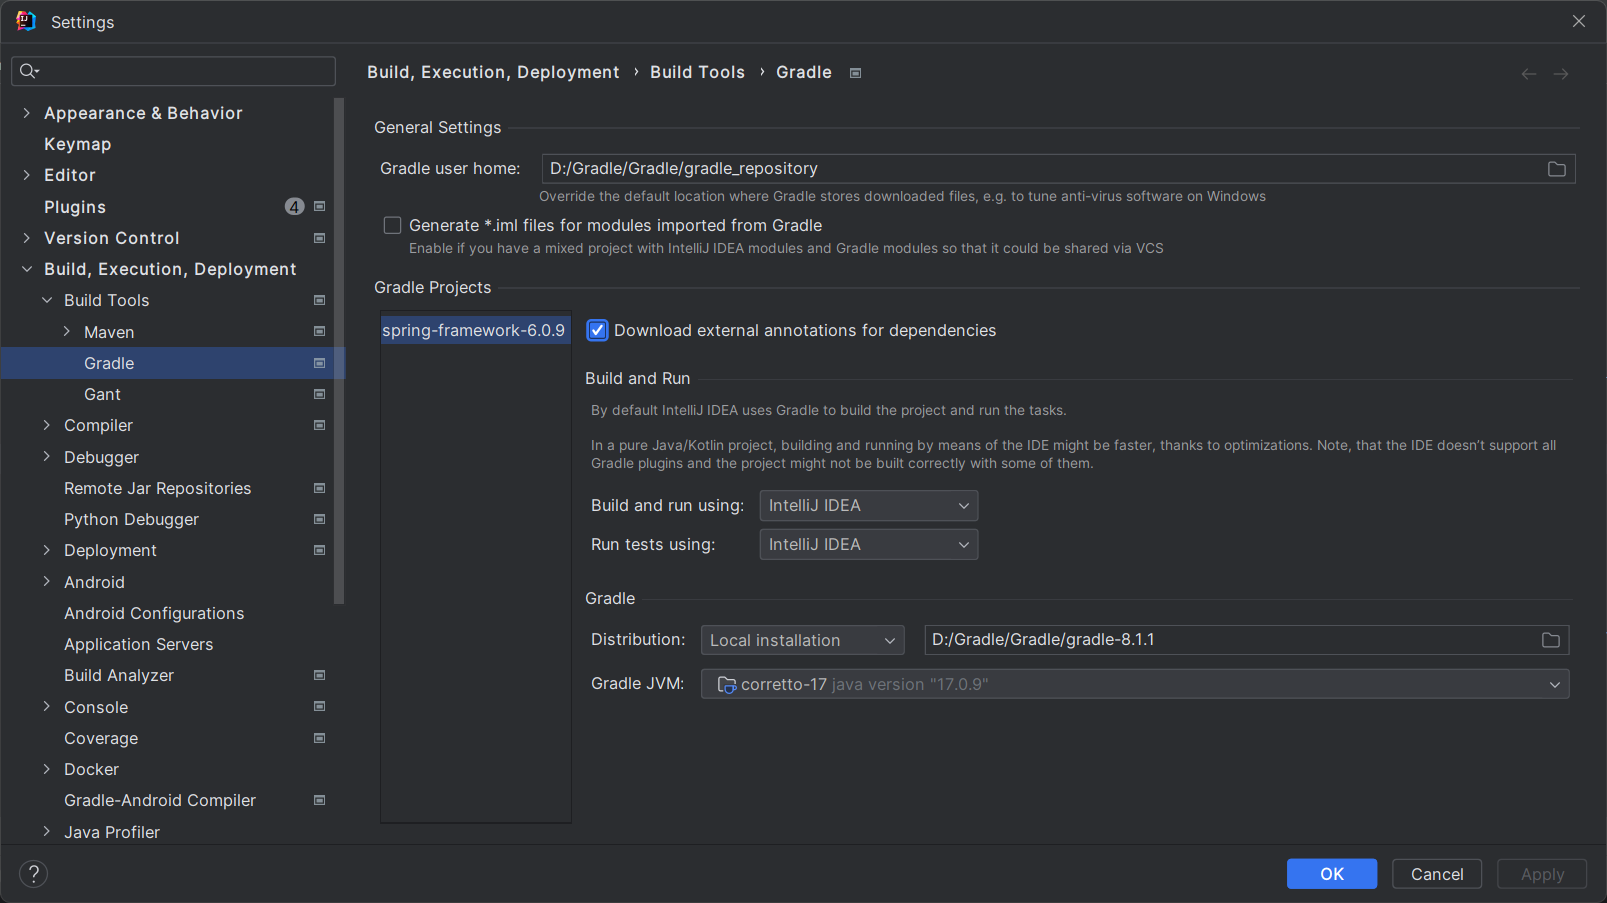 Settings
Build, Execution, Deployment › Build Tools › Gradle
Appearance & Behavior
Keymap
Editor
Plugins 4
Version Control
Build, Execution, Deployment
Build Tools
Maven
Gradle
Gant
Compiler
Debugger
Remote Jar Repositories
Python Debugger
Deployment
Android
Android Configurations
Application Servers
Build Analyzer
Console
Coverage
Docker
Gradle-Android Compiler
Java Profiler
General Settings
Gradle user home: D:/Gradle/Gradle/gradle_repository
Override the default location where Gradle stores downloaded files, e.g. to tune anti-virus software on Windows
Generate *.iml files for modules imported from Gradle
Enable if you have a mixed project with IntelliJ IDEA modules and Gradle modules so that it could be shared via VCS
Gradle Projects
spring-framework-6.0.9
Download external annotations for dependencies
Build and Run
By default IntelliJ IDEA uses Gradle to build the project and run the tasks.
In a pure Java/Kotlin project, building and running by means of the IDE might be faster, thanks to optimizations. Note, that the IDE doesn't support all
Gradle plugins and the project might not be built correctly with some of them.
Build and run using: IntelliJ IDEA
Run tests using: IntelliJ IDEA
Gradle
Distribution: Local installation D:/Gradle/Gradle/gradle-8.1.1
Gradle JVM: corretto-17 java version "17.0.9"
? OK Cancel Apply